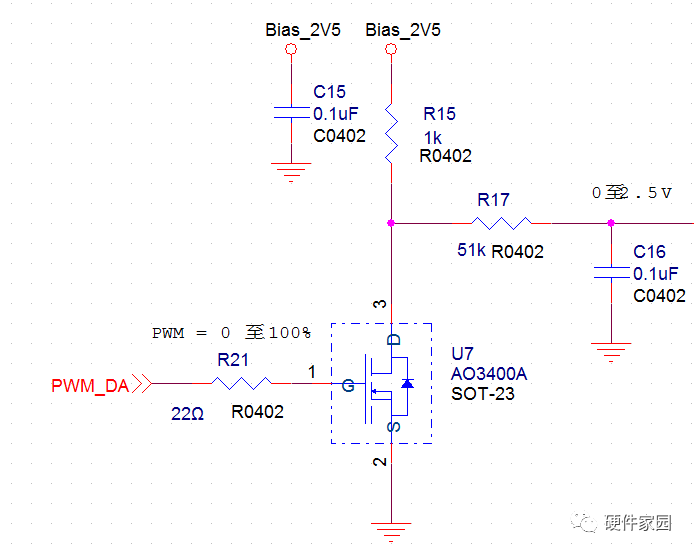 Bias_2V5 Bias_2V5
C15
0.1uF
C0402
R15
1k
R0402
R17
51k R0402
0至2.5V
C16
0.1uF
C0402
3
PWM = 0 至100%
R21
1
PWM_DA
22Ω R0402
D
G
S
U7
AO3400A
SOT-23
2
硬件家园